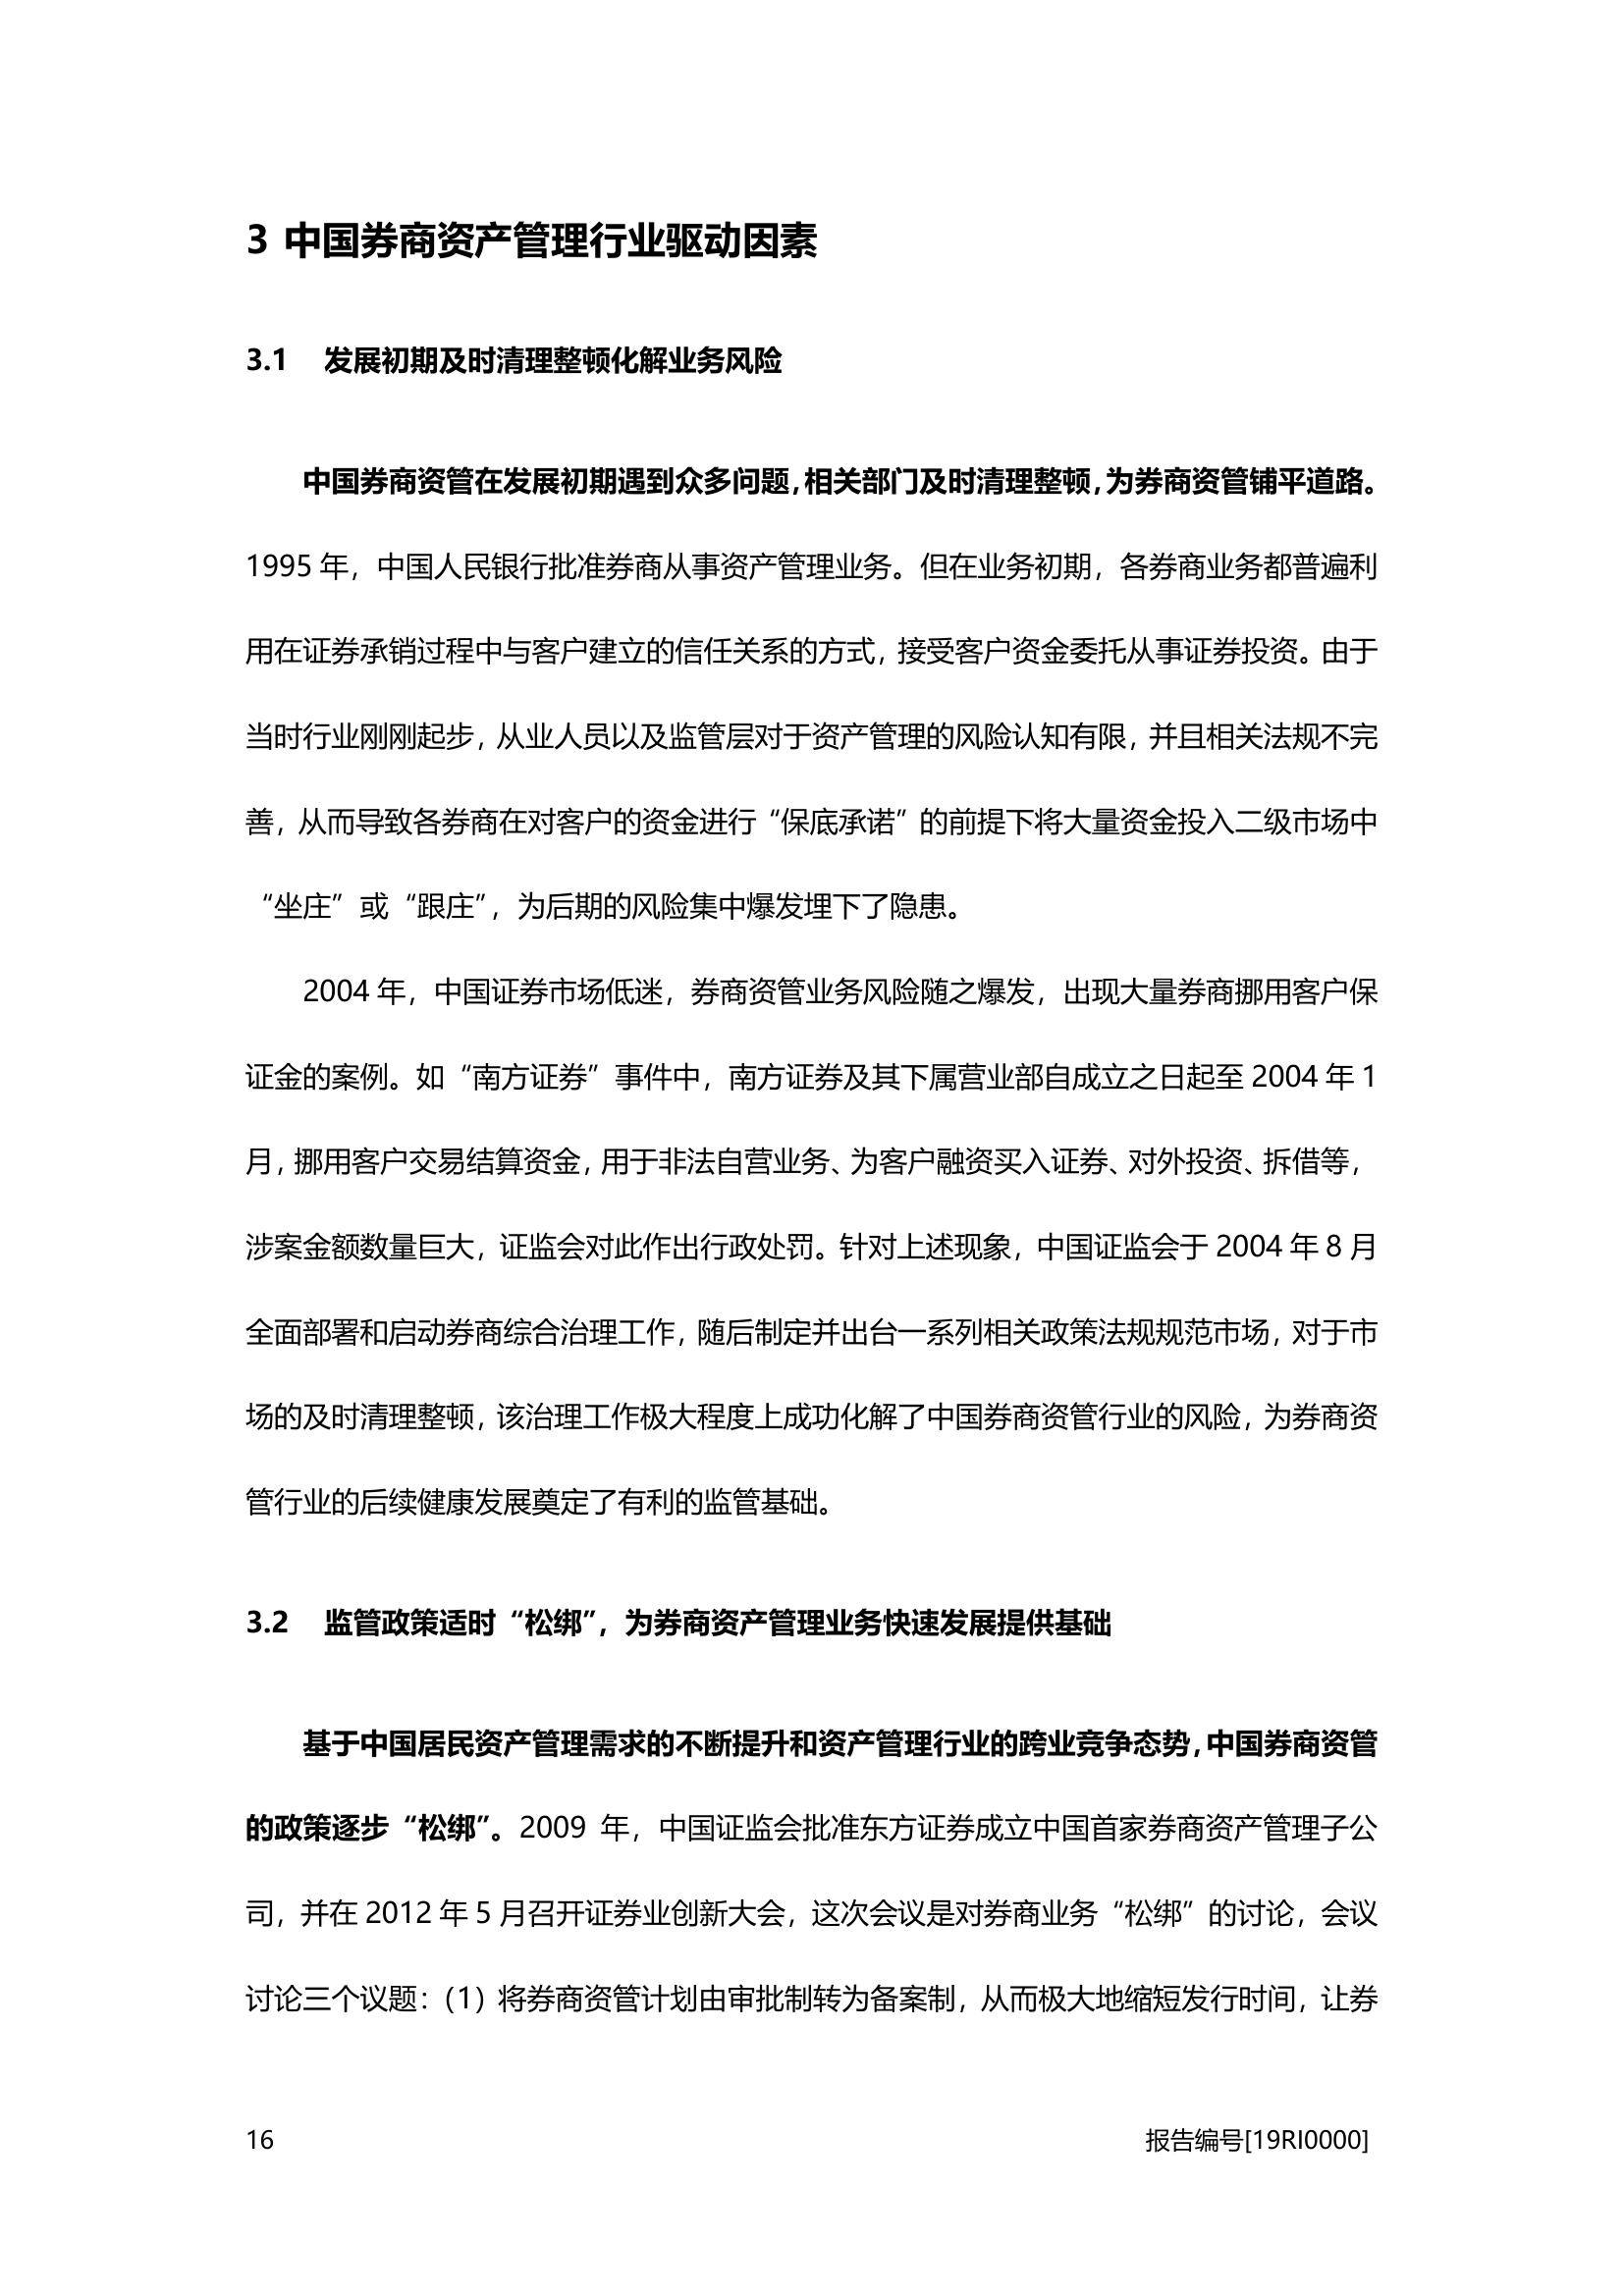 3 中国券商资产管理行业驱动因素
3.1 发展初期及时清理整顿化解业务风险
中国券商资管在发展初期遇到众多问题，相关部门及时清理整顿，为券商资管铺平道路。
1995 年，中国人民银行批准券商从事资产管理业务。但在业务初期，各券商业务都普遍利
用在证券承销过程中与客户建立的信任关系的方式，接受客户资金委托从事证券投资。由于
当时行业刚刚起步，从业人员以及监管层对于资产管理的风险认知有限，并且相关法规不完
善，从而导致各券商在对客户的资金进行“保底承诺”的前提下将大量资金投入二级市场中
“坐庄”或“跟庄”，为后期的风险集中爆发埋下了隐患。
2004 年，中国证券市场低迷，券商资管业务风险随之爆发，出现大量券商挪用客户保
证金的案例。如“南方证券”事件中，南方证券及其下属营业部自成立之日起至 2004 年 1
月，挪用客户交易结算资金，用于非法自营业务、为客户融资买入证券、对外投资、拆借等，
涉案金额数量巨大，证监会对此作出行政处罚。针对上述现象，中国证监会于 2004 年 8 月
全面部署和启动券商综合治理工作，随后制定并出台一系列相关政策法规规范市场，对于市
场的及时清理整顿，该治理工作极大程度上成功化解了中国券商资管行业的风险，为券商资
管行业的后续健康发展奠定了有利的监管基础。
3.2 监管政策适时“松绑”，为券商资产管理业务快速发展提供基础
基于中国居民资产管理需求的不断提升和资产管理行业的跨业竞争态势，中国券商资管
的政策逐步“松绑”。2009 年，中国证监会批准东方证券成立中国首家券商资产管理子公
司，并在 2012 年 5 月召开证券业创新大会，这次会议是对券商业务“松绑”的讨论，会议
讨论三个议题：（1）将券商资管计划由审批制转为备案制，从而极大地缩短发行时间，让券
16 报告编号[19RI0000]